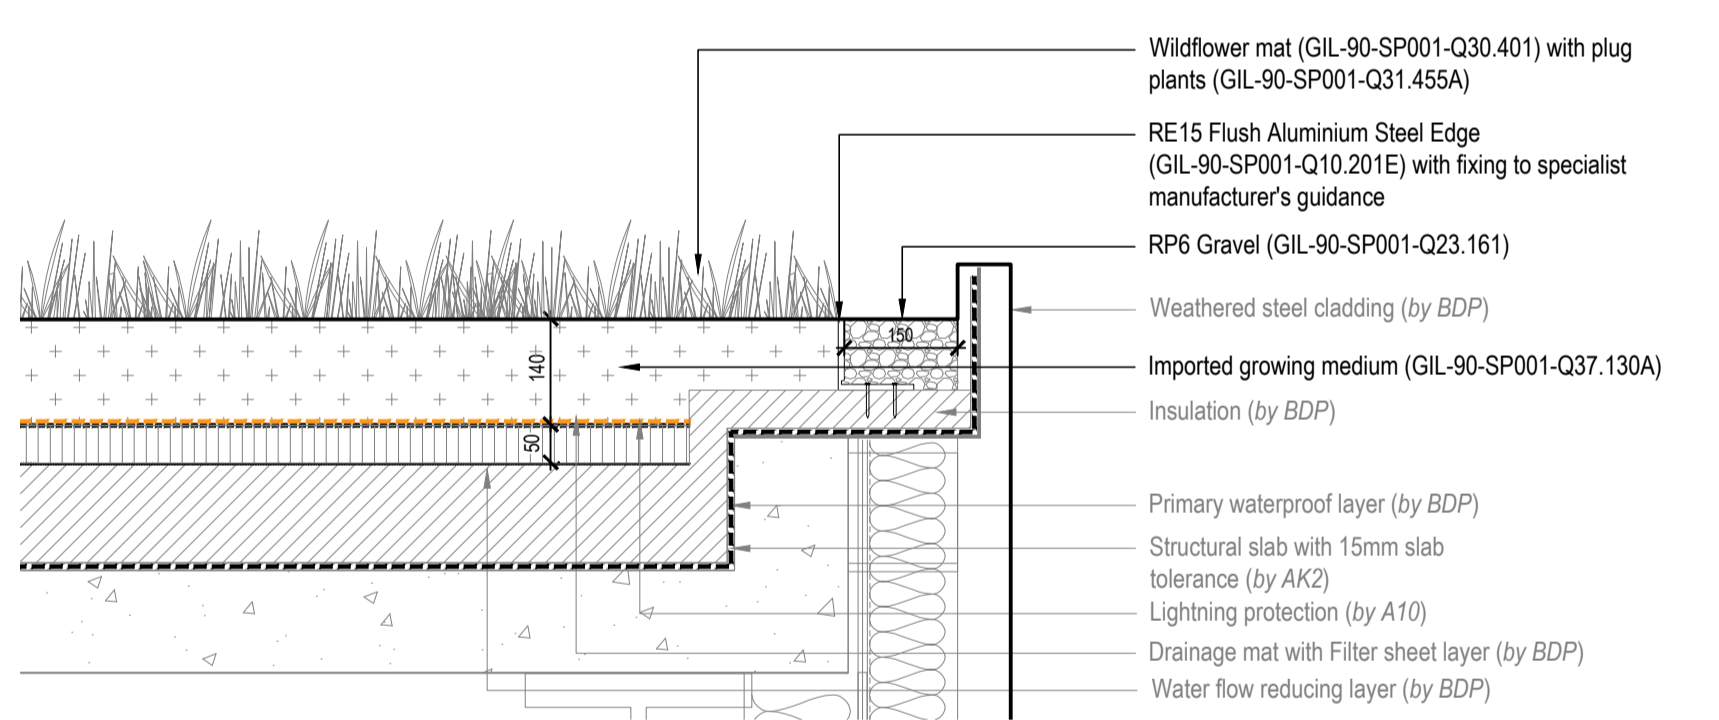 Wildflower mat (GIL-90-SP001-Q30.401) with plug
plants (GIL-90-SP001-Q31.455A)
RE15 Flush Aluminium Steel Edge
(GIL-90-SP001-Q10.201E) with fixing to specialist
manufacturer's guidance
RP6 Gravel (GIL-90-SP001-Q23.161)
Weathered steel cladding (by BDP)
150
140
Imported growing medium (GIL-90-SP001-Q37.130A)
Insulation (by BDP)
50
Primary waterproof layer (by BDP)
Structural slab with 15mm slab
tolerance (by AK2)
Lightning protection (by A10)
Drainage mat with Filter sheet layer (by BDP)
Water flow reducing layer (by BDP)